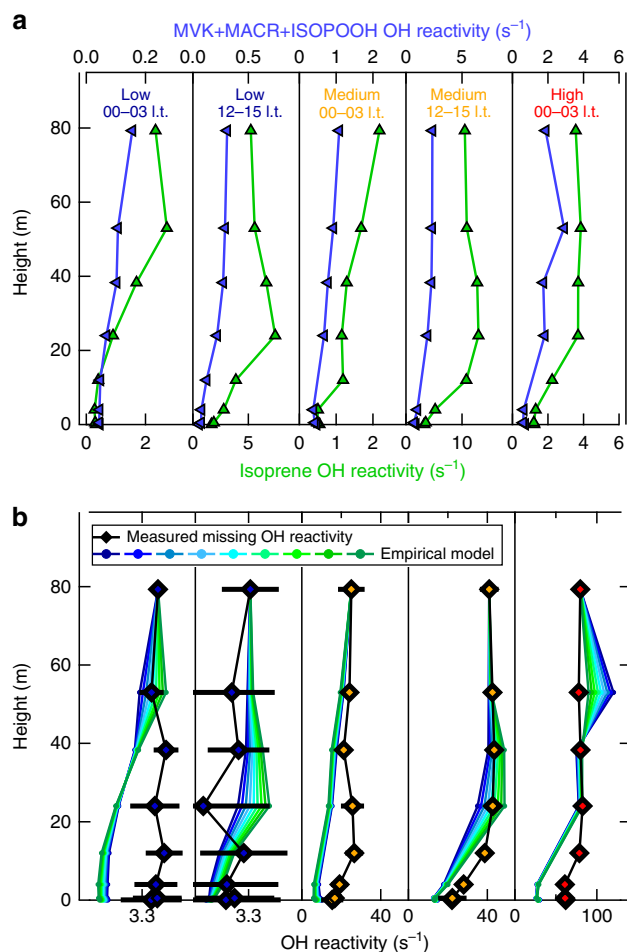 a
MVK+MACR+ISOPOOH OH reactivity (s⁻¹)
0.0 0.2 0.0 0.5 0 1 2 0 5 0 2 4 6
Low Low Medium Medium High
00–03 l.t. 12–15 l.t. 00–03 l.t. 12–15 l.t. 00–03 l.t.
80
60
40
20
0
Height (m)
0 2 0 5 0 1 2 0 10 0 2 4 6
Isoprene OH reactivity (s⁻¹)
b
Measured missing OH reactivity
Empirical model
80
60
40
20
0
Height (m)
3.3 3.3 0 40 0 40 0 100
OH reactivity (s⁻¹)